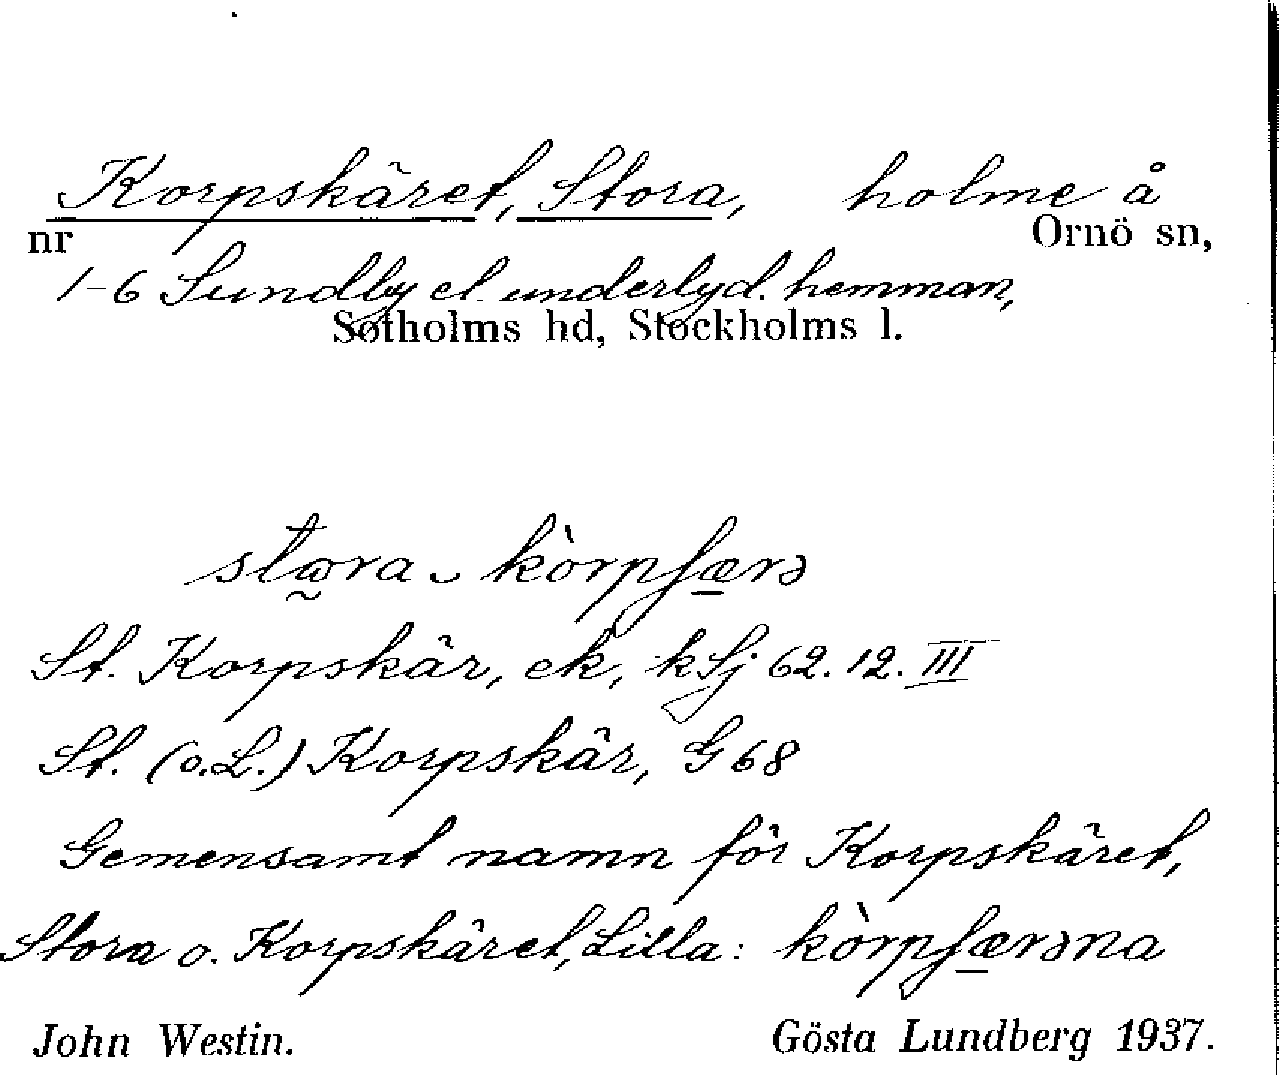 Korpskäret, Stora, holme å
nr Ornö sn,
1-6 Sundby el. underlyd. hemman,
Sotholms hd, Stockholms l.
kòrpʃæ̱rə
St. Korpskär, ek, kSj 62.12.III
St. (o.L.) Korpskär, G 68
Gemensamt namn för Korpskäret,
Stora o. Korpskäret, Lilla: kòrpʃæ̱rəna
John Westin. Gösta Lundberg 1937.